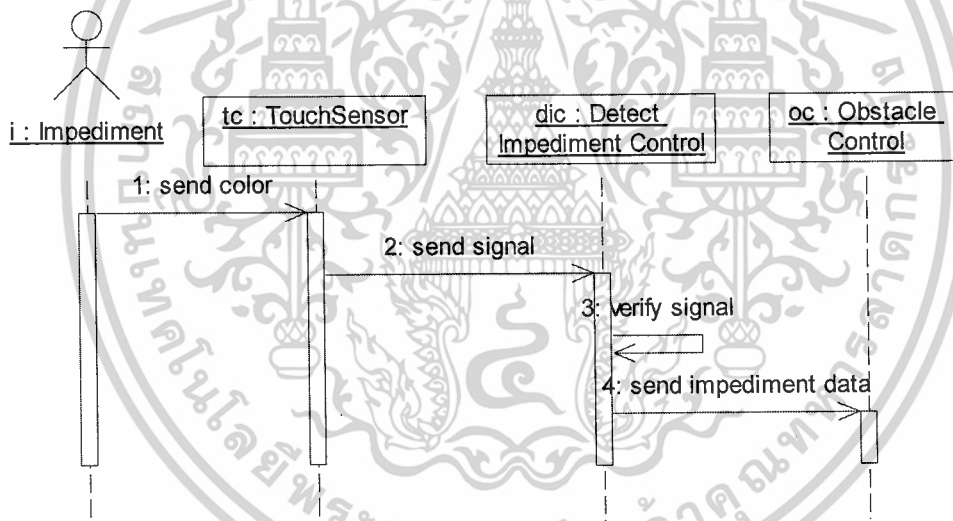 i : Impediment
tc : TouchSensor
dic : Detect
Impediment Control
oc : Obstacle
Control
1: send color
2: send signal
3: verify signal
4: send impediment data